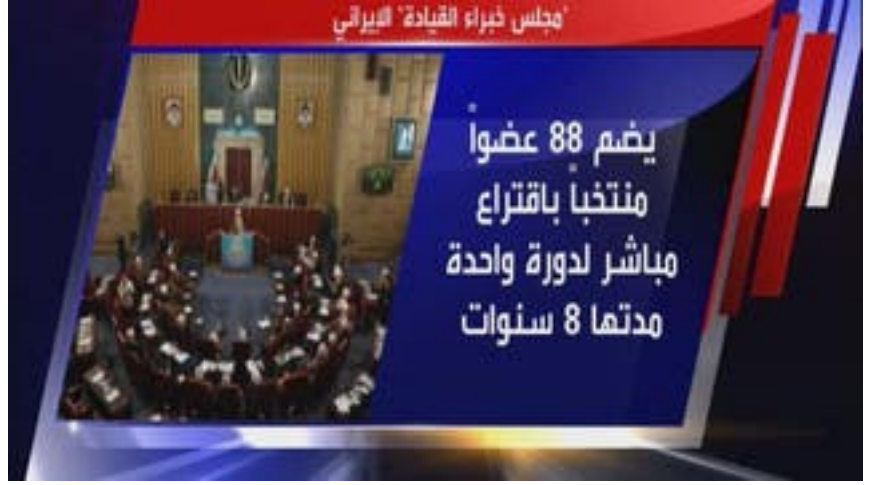 "مجلس خبراء القيادة" الإيراني
يضم 88 عضواً
منتخباً باقتراع
مباشر لدورة واحدة
مدتها 8 سنوات